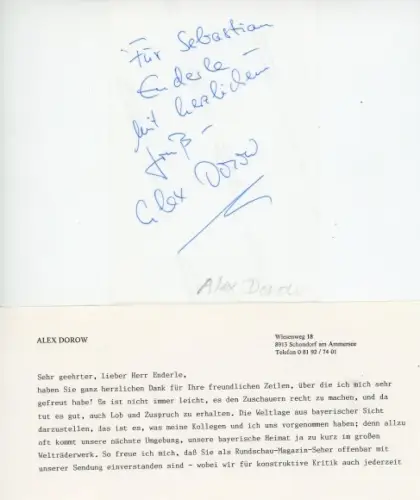 Für Sebastian
Enderle –
mit herzlichem
Gruß –
Alex Dorow
Alex Dorow
ALEX DOROW
Wiesenweg 18
8913 Schondorf am Ammersee
Telefon 0 81 92 / 74 01
Sehr geehrter, lieber Herr Enderle,
haben Sie ganz herzlichen Dank für Ihre freundlichen Zeilen, über die ich mich sehr
gefreut habe! Es ist nicht immer leicht, es den Zuschauern recht zu machen, und da
tut es gut, auch Lob und Zuspruch zu erhalten. Die Weltlage aus bayerischer Sicht
darzustellen, das ist es, was meine Kollegen und ich uns vorgenommen haben; denn allzu
oft kommt unsere nächste Umgebung, unsere bayerische Heimat ja zu kurz im großen
Welträderwerk. So freue ich mich, daß Sie als Rundschau-Magazin-Seher offenbar mit
unserer Sendung einverstanden sind - wobei wir für konstruktive Kritik auch jederzeit